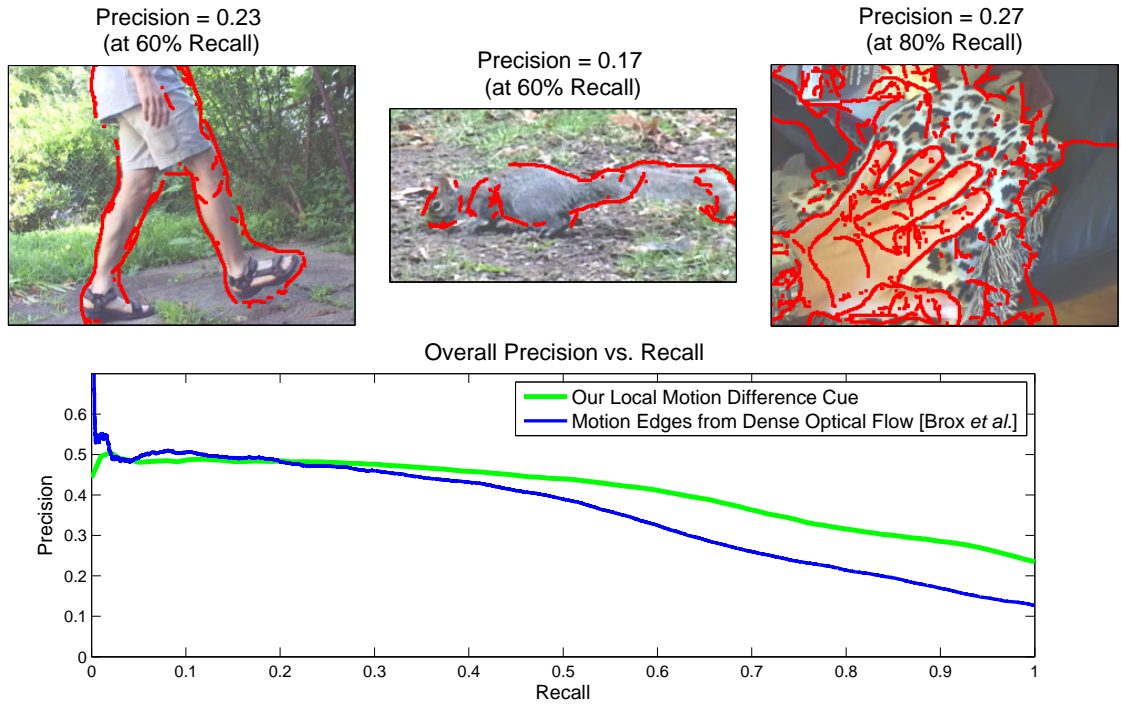 Precision = 0.23
(at 60% Recall)
Precision = 0.17
(at 60% Recall)
Precision = 0.27
(at 80% Recall)
Overall Precision vs. Recall
Our Local Motion Difference Cue
Motion Edges from Dense Optical Flow [Brox et al.]
Precision
0.6
0.5
0.4
0.3
0.2
0.1
0
0 0.1 0.2 0.3 0.4 0.5 0.6 0.7 0.8 0.9 1
Recall